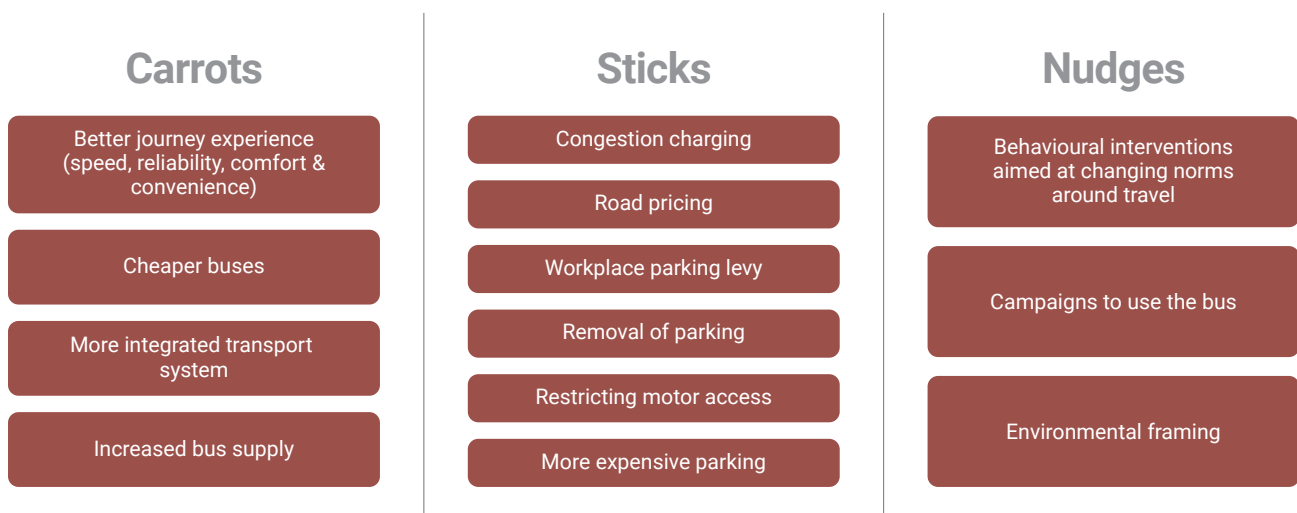 Carrots
Better journey experience
(speed, reliability, comfort &
convenience)
Cheaper buses
More integrated transport
system
Increased bus supply
Sticks
Congestion charging
Road pricing
Workplace parking levy
Removal of parking
Restricting motor access
More expensive parking
Nudges
Behavioural interventions
aimed at changing norms
around travel
Campaigns to use the bus
Environmental framing